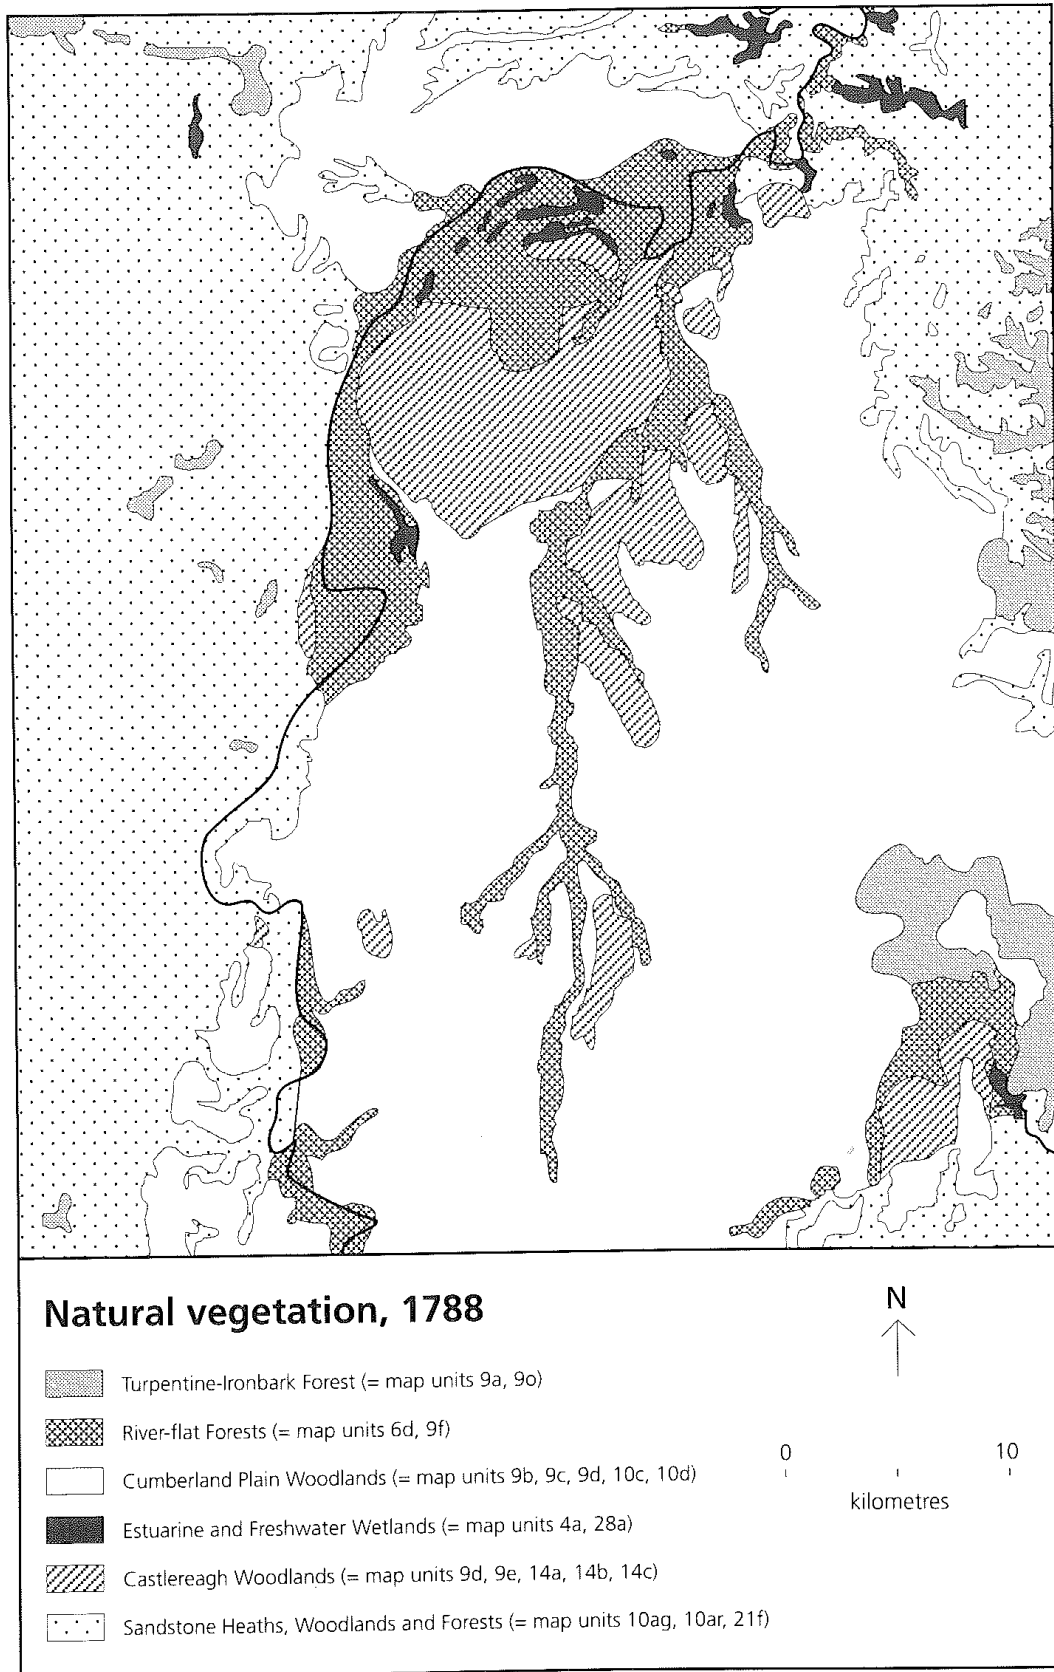 Natural vegetation, 1788
N
Turpentine-Ironbark Forest (= map units 9a, 9o)
River-flat Forests (= map units 6d, 9f)
Cumberland Plain Woodlands (= map units 9b, 9c, 9d, 10c, 10d)
Estuarine and Freshwater Wetlands (= map units 4a, 28a)
Castlereagh Woodlands (= map units 9d, 9e, 14a, 14b, 14c)
Sandstone Heaths, Woodlands and Forests (= map units 10ag, 10ar, 21f)
0 10
kilometres